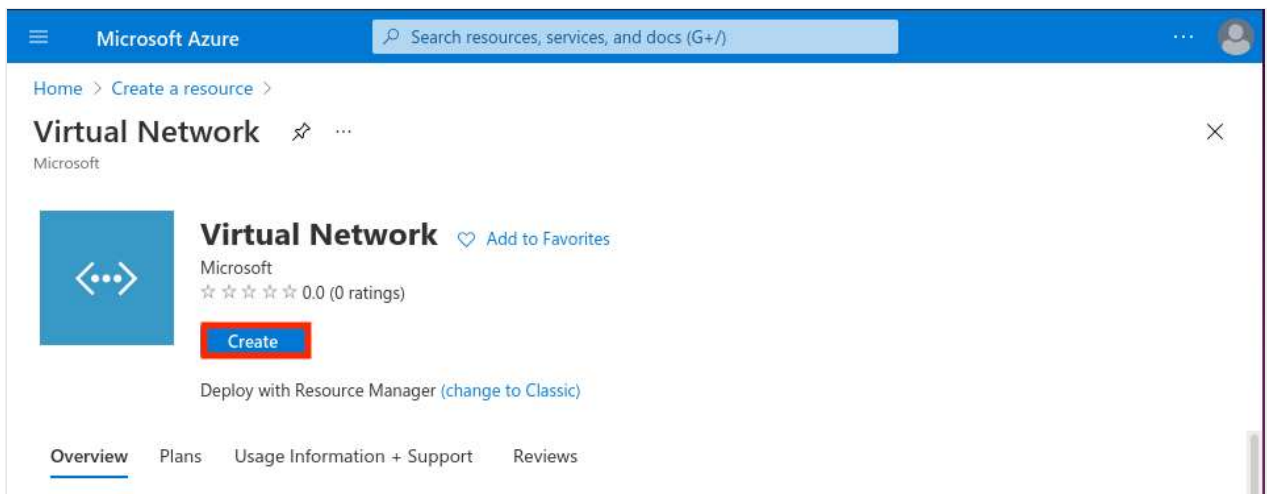 Microsoft Azure Search resources, services, and docs (G+/) ...
Home > Create a resource >
Virtual Network ...
Microsoft
Virtual Network Add to Favorites
Microsoft
0.0 (0 ratings)
Create
Deploy with Resource Manager (change to Classic)
Overview Plans Usage Information + Support Reviews